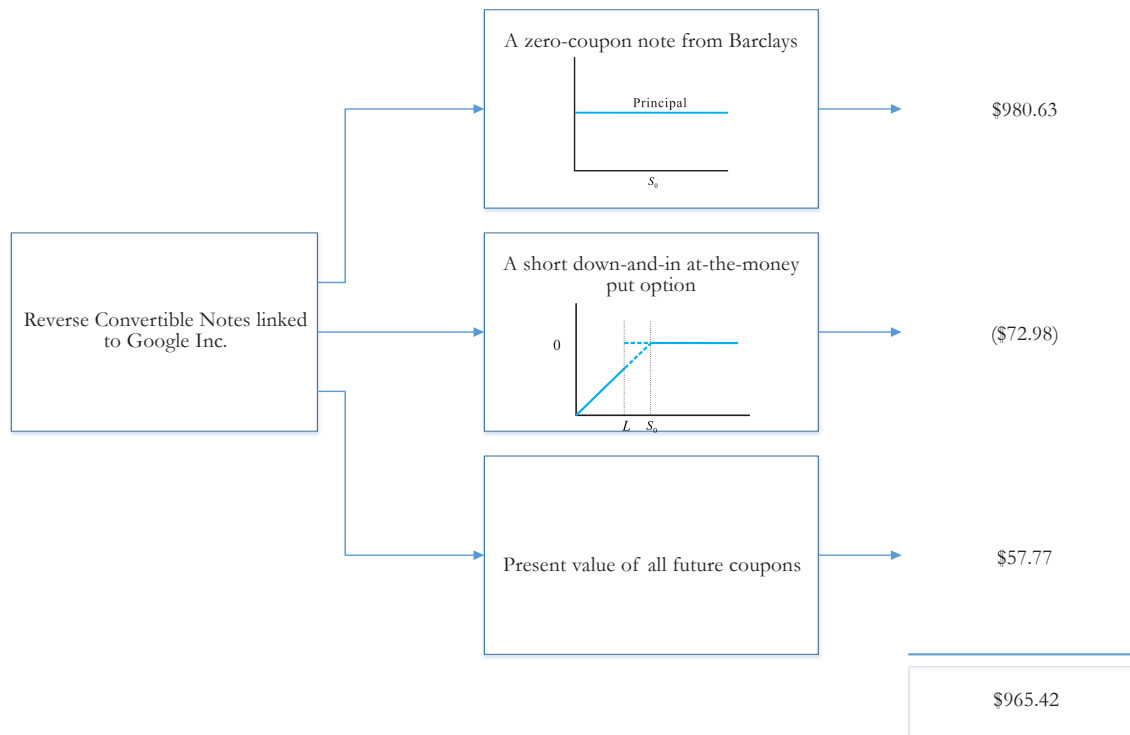 A zero-coupon note from Barclays
Principal
S₀
$980.63
Reverse Convertible Notes linked
to Google Inc.
A short down-and-in at-the-money
put option
0
L S₀
($72.98)
Present value of all future coupons
$57.77
$965.42